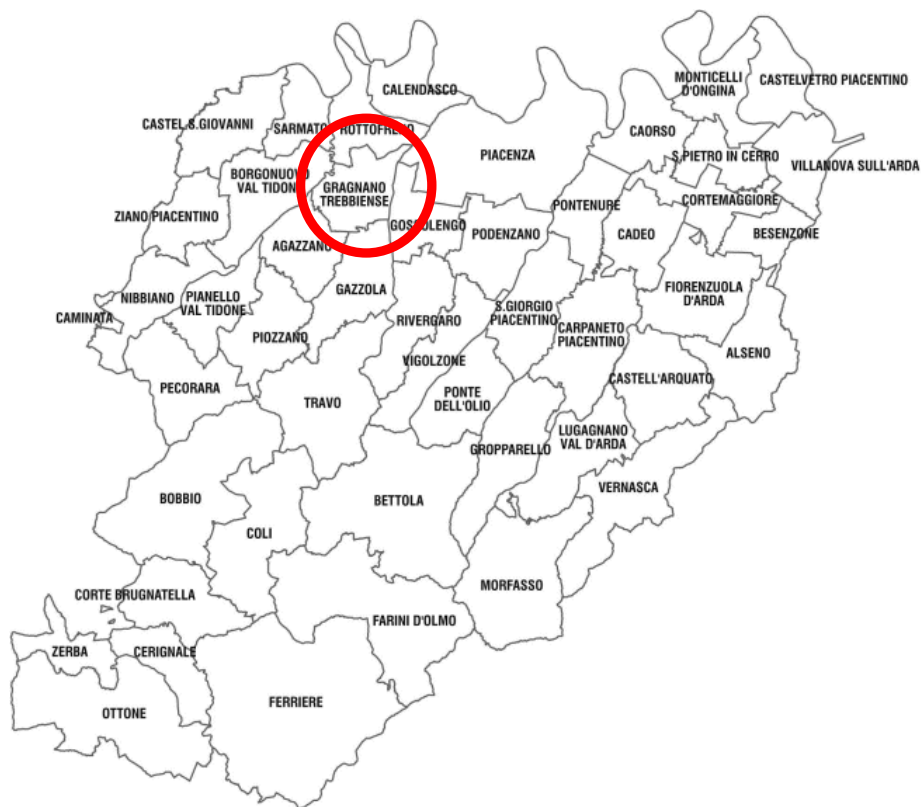 MONTICELLI
D'ONGINA
CASTELVETRO PIACENTINO
CALENDASCO
CASTEL S.GIOVANNI
SARMATO
ROTTOFRENO
CAORSO
PIACENZA
S.PIETRO IN CERRO
VILLANOVA SULL'ARDA
BORGONUOVO
VAL TIDONE
GRAGNANO
TREBBIENSE
ZIANO PIACENTINO
PONTENURE
CORTEMAGGIORE
GOSSOLENGO
PODENZANO
CADEO
BESENZONE
AGAZZANO
NIBBIANO
PIANELLO
VAL TIDONE
GAZZOLA
FIORENZUOLA
D'ARDA
CAMINATA
RIVERGARO
S.GIORGIO
PIACENTINO
PIOZZANO
CARPANETO
PIACENTINO
ALSENO
VIGOLZONE
PECORARA
CASTELL'ARQUATO
TRAVO
PONTE
DELL'OLIO
LUGAGNANO
VAL D'ARDA
GROPPARELLO
VERNASCA
BOBBIO
BETTOLA
COLI
MORFASSO
CORTE BRUGNATELLA
FARINI D'OLMO
ZERBA
CERIGNALE
FERRIERE
OTTONE